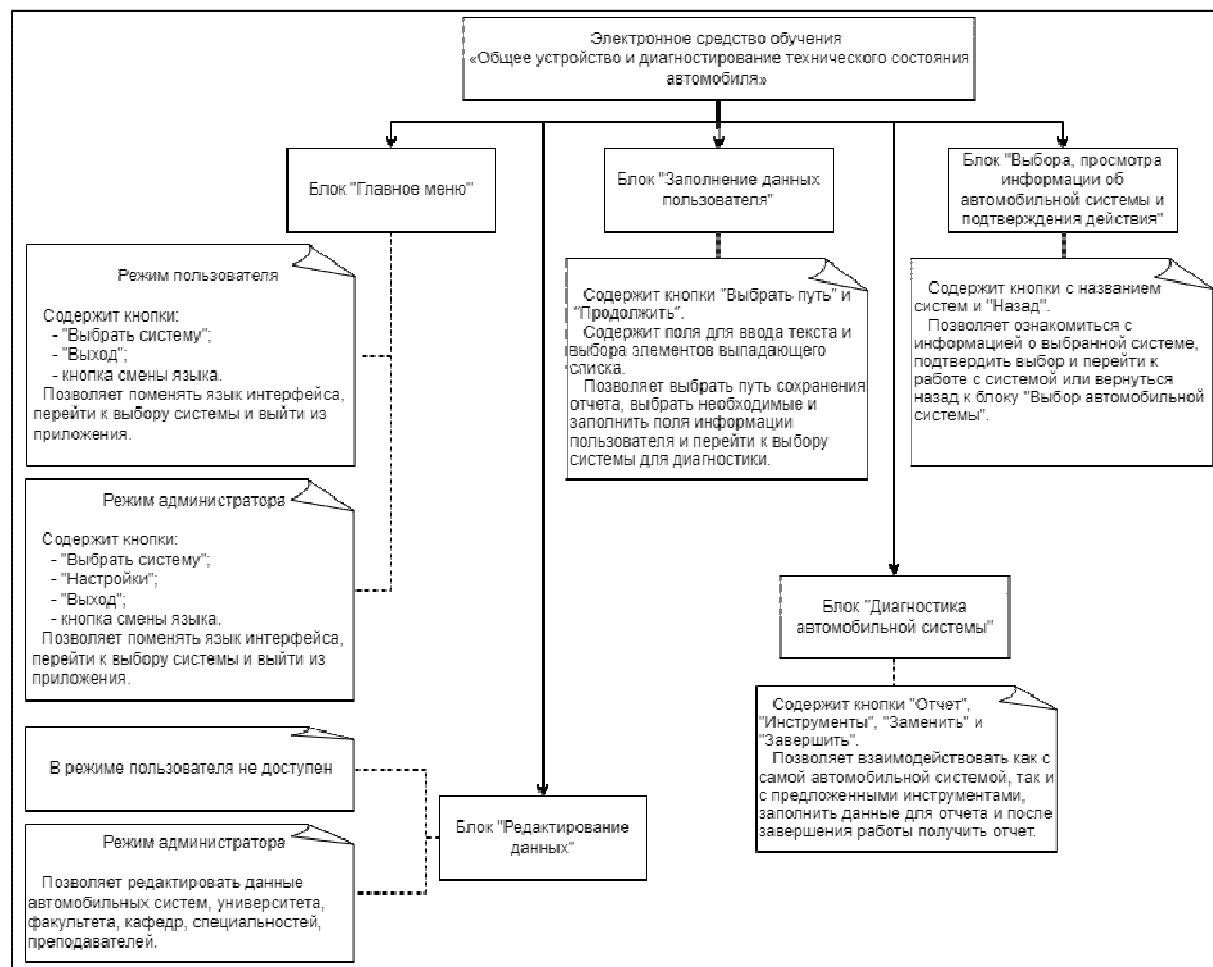 Электронное средство обучения
«Общее устройство и диагностирование технического состояния
автомобиля»
Блок "Главное меню"
Режим пользователя
Содержит кнопки:
- "Выбрать систему";
- "Выход";
- кнопка смены языка.
Позволяет поменять язык интерфейса,
перейти к выбору системы и выйти из
приложения.
Режим администратора
Содержит кнопки:
- "Выбрать систему";
- "Настройки";
- "Выход";
- кнопка смены языка.
Позволяет поменять язык интерфейса,
перейти к выбору системы и выйти из
приложения.
Блок "Заполнение данных
пользователя"
Содержит кнопки "Выбрать путь" и
"Продолжить".
Содержит поля для ввода текста и
выбора элементов выпадающего
списка.
Позволяет выбрать путь сохранения
отчета, выбрать необходимые и
заполнить поля информации
пользователя и перейти к выбору
системы для диагностики.
Блок "Выбора, просмотра
информации об
автомобильной системы и
подтверждения действия"
Содержит кнопки с названием
систем и "Назад".
Позволяет ознакомиться с
информацией о выбранной системе,
подтвердить выбор и перейти к
работе с системой или вернуться
назад к блоку "Выбор автомобильной
системы".
Блок "Диагностика
автомобильной системы"
Содержит кнопки "Отчет",
"Инструменты", "Заменить" и
"Завершить".
Позволяет взаимодействовать как с
самой автомобильной системой, так и
с предложенными инструментами,
заполнить данные для отчета и после
завершения работы получить отчет.
Блок "Редактирование
данных"
В режиме пользователя не доступен
Режим администратора
Позволяет редактировать данные
автомобильных систем, университета,
факультета, кафедр, специальностей,
преподавателей.